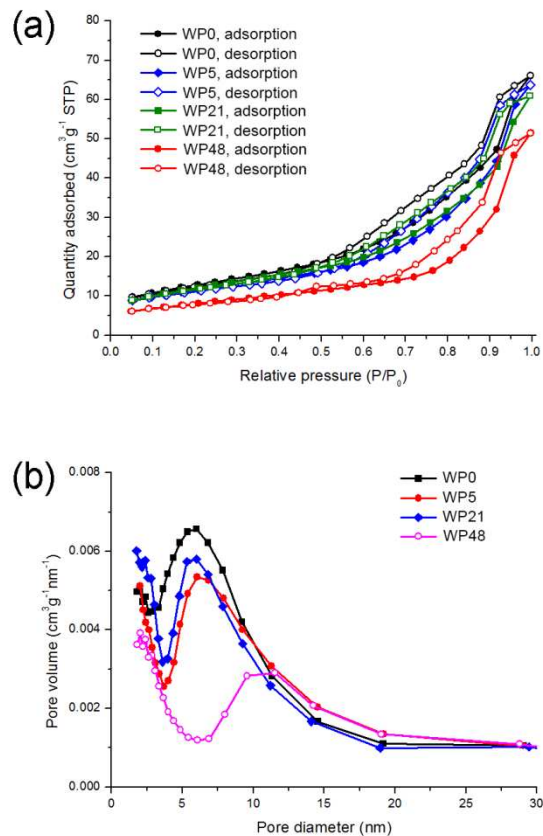 (a)
WP0, adsorption
WP0, desorption
WP5, adsorption
WP5, desorption
WP21, adsorption
WP21, desorption
WP48, adsorption
WP48, desorption
Quantity adsorbed (cm³g⁻¹ STP)
80
70
60
50
40
30
20
10
0
0.0 0.1 0.2 0.3 0.4 0.5 0.6 0.7 0.8 0.9 1.0
Relative pressure (P/P₀)
(b)
WP0
WP5
WP21
WP48
Pore volume (cm³g⁻¹nm⁻¹)
0.008
0.006
0.004
0.002
0.000
0 5 10 15 20 25 30
Pore diameter (nm)